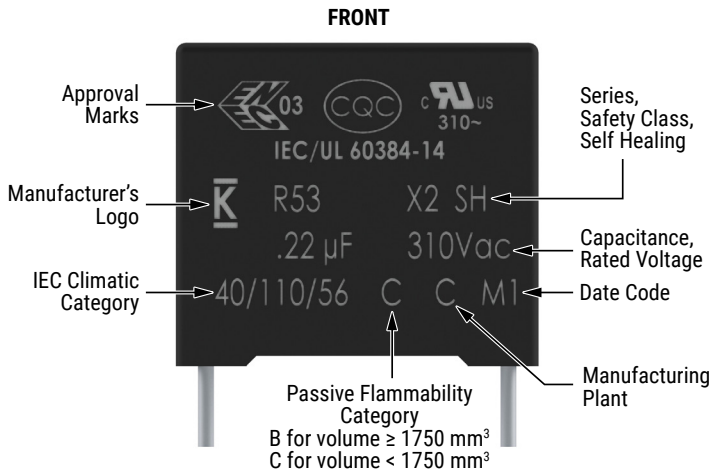 FRONT
Approval
Marks
ENEC 03
CQC
c RU US
310~
IEC/UL 60384-14
Series,
Safety Class,
Self Healing
Manufacturer's
Logo
K R53 X2 SH
.22 µF 310Vac
Capacitance,
Rated Voltage
IEC Climatic
Category
40/110/56 C C M1
Date Code
Passive Flammability
Category
B for volume ≥ 1750 mm³
C for volume < 1750 mm³
Manufacturing
Plant